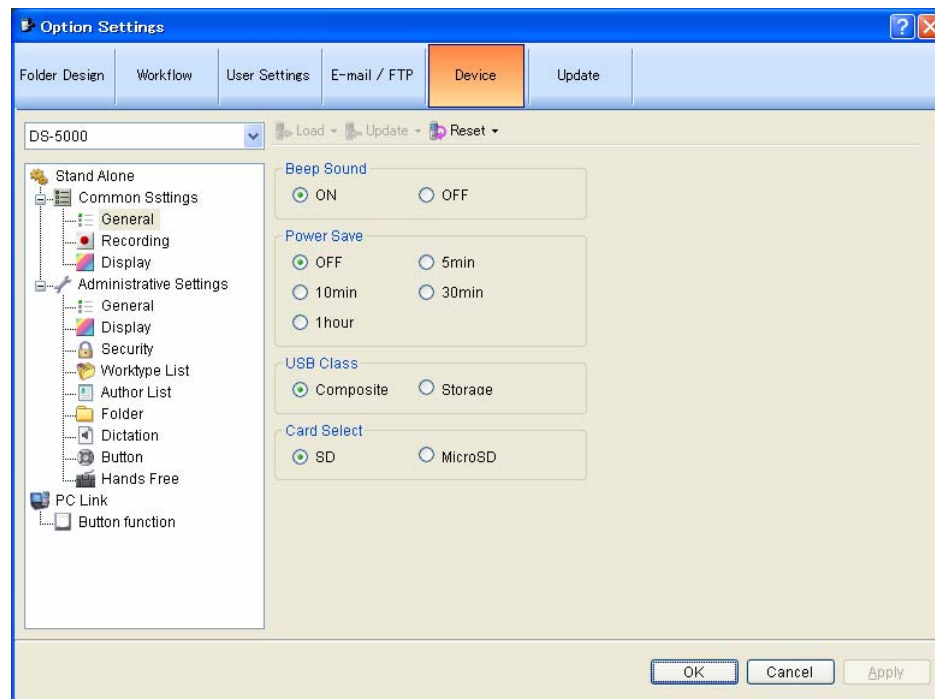 Option Settings
Folder Design
Workflow
User Settings
E-mail / FTP
Device
Update
DS-5000
Load
Update
Reset
Stand Alone
Common Ssttings
General
Recording
Display
Administrative Settings
General
Display
Security
Worktype List
Author List
Folder
Dictation
Button
Hands Free
PC Link
Button function
Beep Sound
ON
OFF
Power Save
OFF
5min
10min
30min
1hour
USB Class
Composite
Storage
Card Select
SD
MicroSD
OK
Cancel
Apply